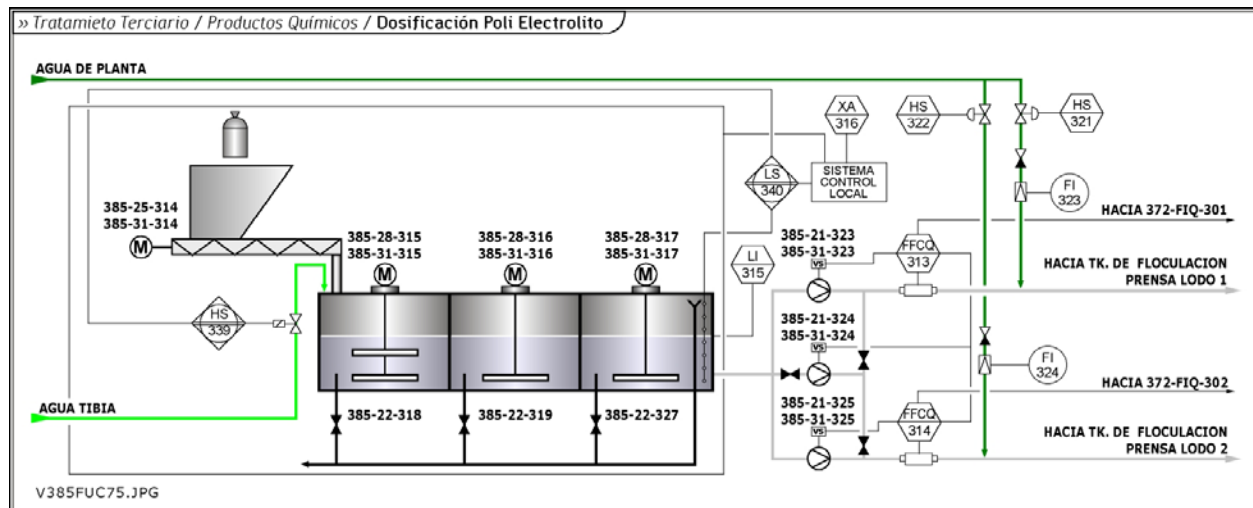 » Tratamieto Terciario / Productos Químicos / Dosificación Poli Electrolito
AGUA DE PLANTA
HS
322
XA
316
HS
321
LS
340
SISTEMA
CONTROL
LOCAL
FI
323
385-25-314
385-31-314
M
HACIA 372-FIQ-301
385-28-315
385-31-315
M
385-28-316
385-31-316
M
385-28-317
385-31-317
M
LI
315
385-21-323
385-31-323
VS
FFCQ
313
HACIA TK. DE FLOCULACION
PRENSA LODO 1
HS
339
385-21-324
385-31-324
VS
FI
324
HACIA 372-FIQ-302
AGUA TIBIA
385-22-318
385-22-319
385-22-327
385-21-325
385-31-325
VS
FFCQ
314
HACIA TK. DE FLOCULACION
PRENSA LODO 2
V385FUC75.JPG